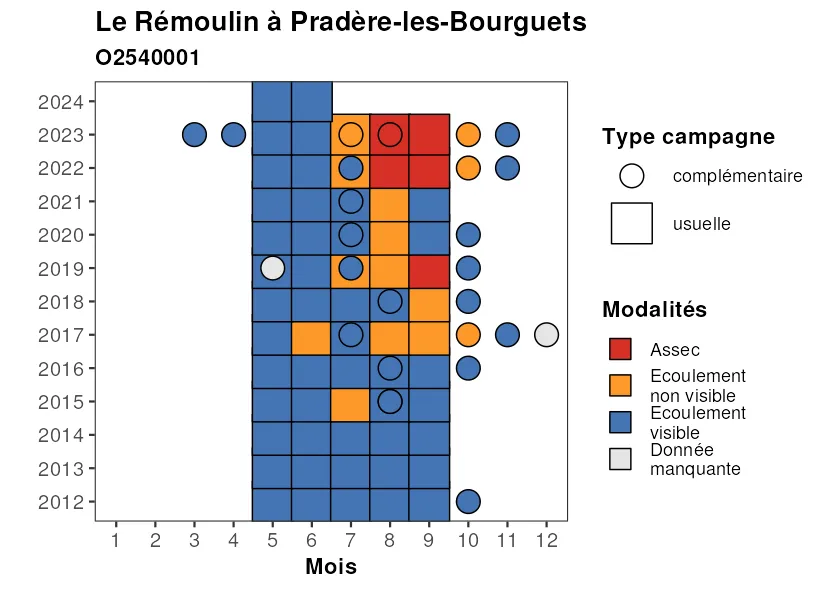 Le Rémoulin à Pradère-les-Bourguets
O2540001
2024
2023
2022
2021
2020
2019
2018
2017
2016
2015
2014
2013
2012
1 2 3 4 5 6 7 8 9 10 11 12
Mois
Type campagne
complémentaire
usuelle
Modalités
Assec
Ecoulement
non visible
Ecoulement
visible
Donnée
manquante